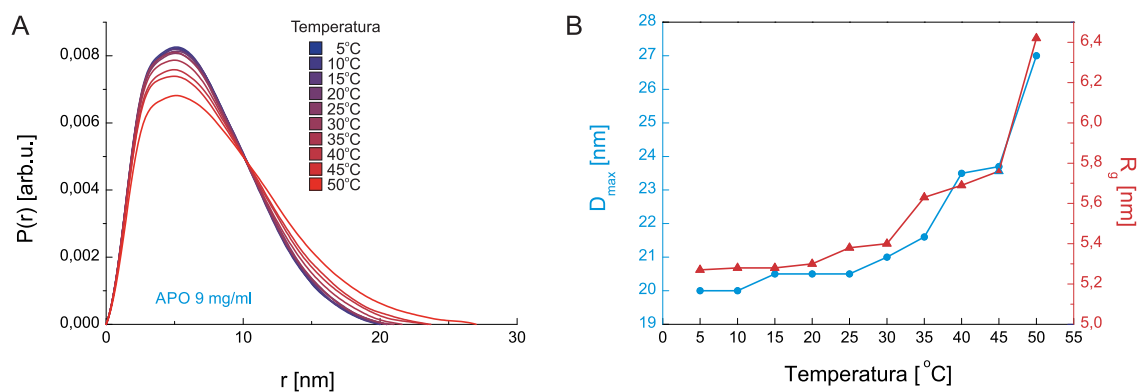 A
Temperatura
5°C
10°C
15°C
20°C
25°C
30°C
35°C
40°C
45°C
50°C
0,008
0,006
0,004
0,002
0,000
P(r) [arb.u.]
APO 9 mg/ml
0 10 20 30
r [nm]
B
28
27
26
25
24
23
22
21
20
19
D max [nm]
6,4
6,2
6,0
5,8
5,6
5,4
5,2
5,0
R g [nm]
0 5 10 15 20 25 30 35 40 45 50 55
Temperatura [°C]